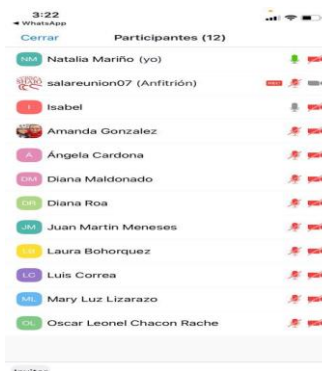 3:22
WhatsApp
Cerrar Participantes (12)
NM Natalia Mariño (yo)
salareunion07 (Anfitrión)
I Isabel
Amanda Gonzalez
A Ángela Cardona
DM Diana Maldonado
DR Diana Roa
JM Juan Martin Meneses
LB Laura Bohorquez
LC Luis Correa
ML Mary Luz Lizarazo
OL Oscar Leonel Chacon Rache